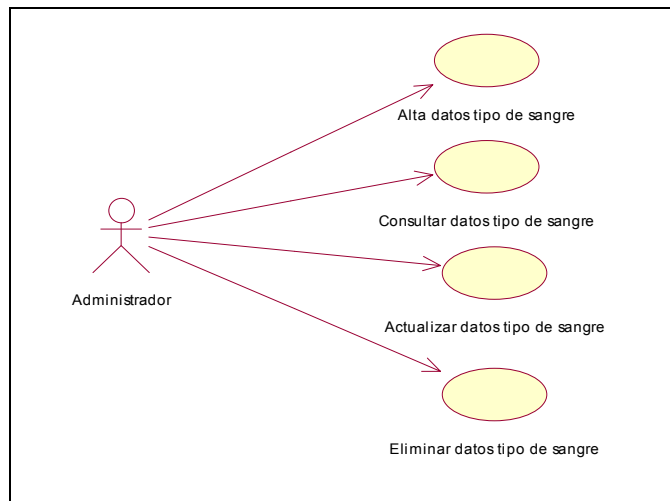 Alta datos tipo de sangre
Consultar datos tipo de sangre
Administrador
Actualizar datos tipo de sangre
Eliminar datos tipo de sangre